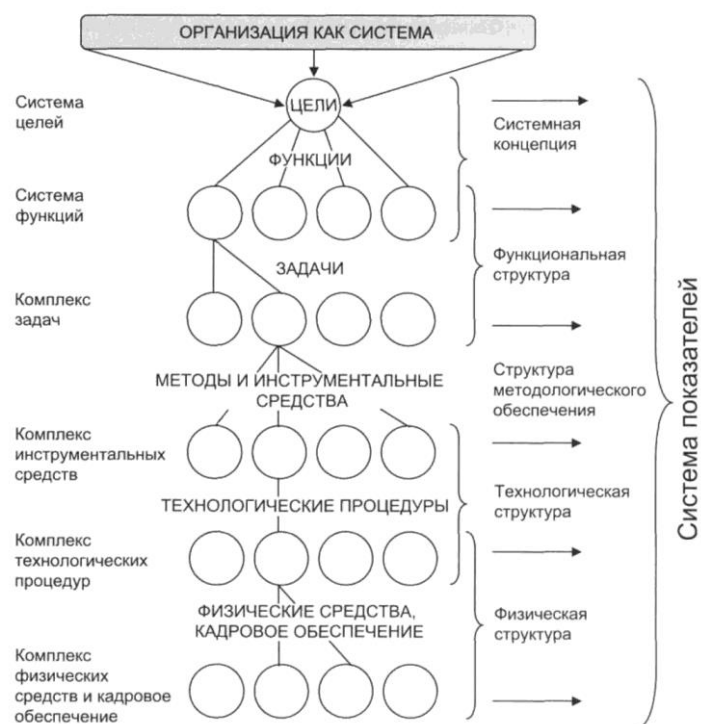 ОРГАНИЗАЦИЯ КАК СИСТЕМА
Система
целей
ЦЕЛИ
Системная
концепция
ФУНКЦИИ
Система
функций
Функциональная
структура
ЗАДАЧИ
Комплекс
задач
Структура
методологического
обеспечения
МЕТОДЫ И ИНСТРУМЕНТАЛЬНЫЕ
СРЕДСТВА
Комплекс
инструментальных
средств
ТЕХНОЛОГИЧЕСКИЕ ПРОЦЕДУРЫ
Технологическая
структура
Комплекс
технологических
процедур
ФИЗИЧЕСКИЕ СРЕДСТВА,
КАДРОВОЕ ОБЕСПЕЧЕНИЕ
Физическая
структура
Комплекс
физических
средств и кадровое
обеспечение
Система показателей